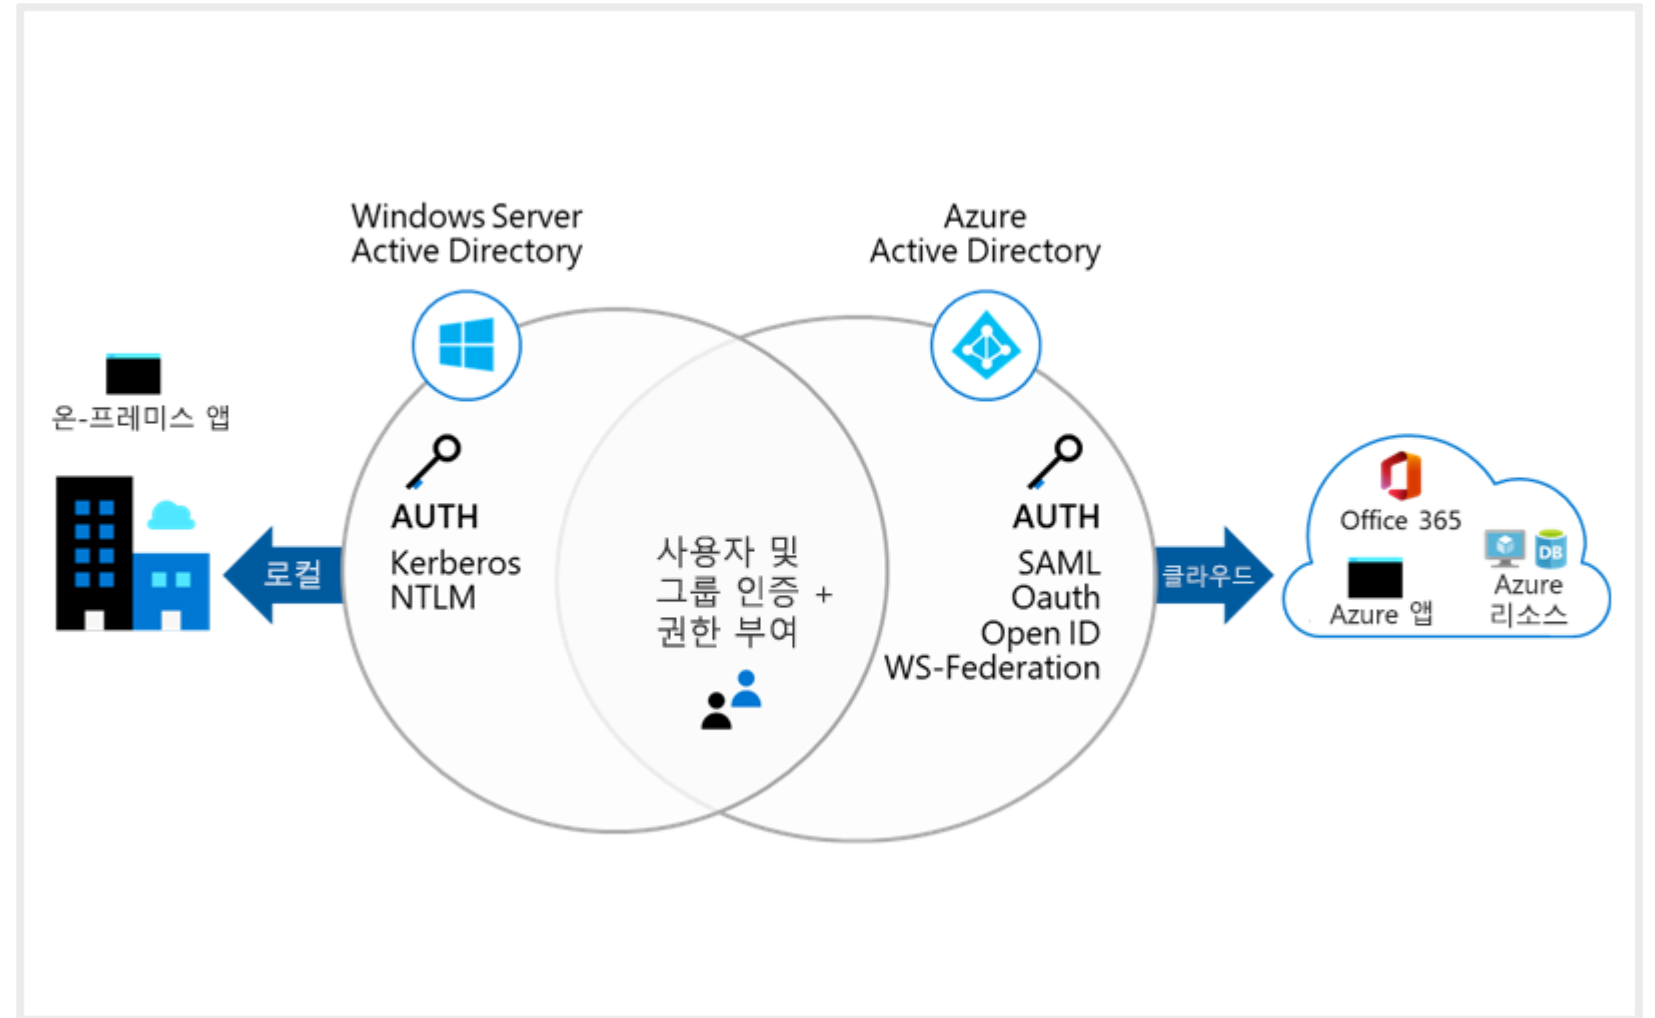 Windows Server
Active Directory
Azure
Active Directory
온-프레미스 앱
로컬
AUTH
Kerberos
NTLM
사용자 및
그룹 인증 +
권한 부여
AUTH
SAML
Oauth
Open ID
WS-Federation
클라우드
Office 365
Azure 앱
DB
Azure
리소스